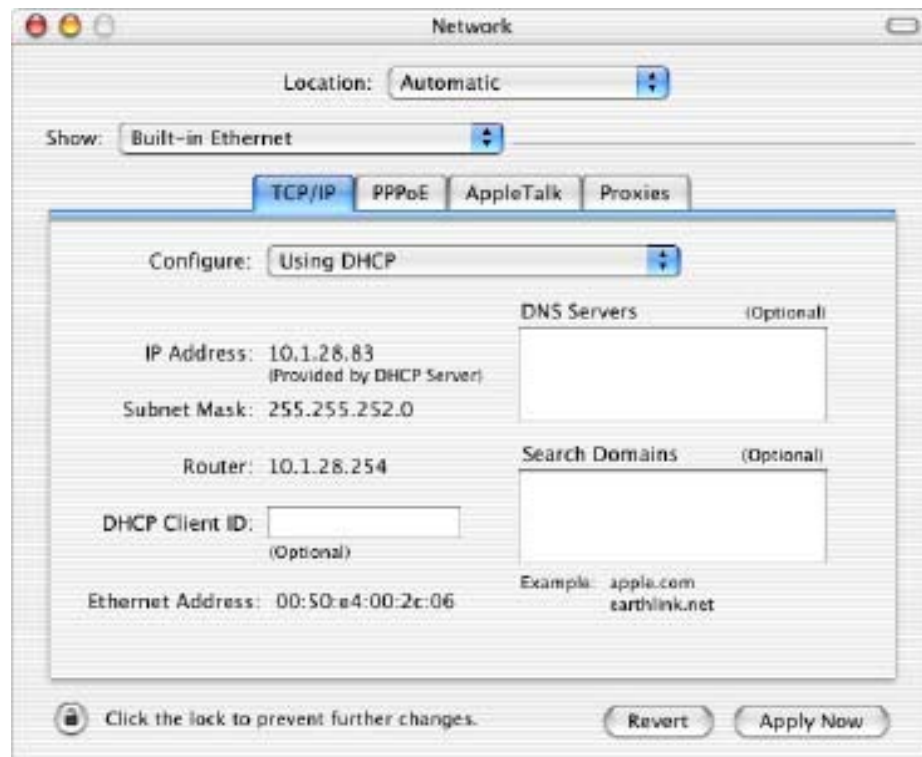 Network
Location: Automatic
Show: Built-in Ethernet
TCP/IP PPPoE AppleTalk Proxies
Configure: Using DHCP
DNS Servers (Optional)
IP Address: 10.1.28.83
(Provided by DHCP Server)
Subnet Mask: 255.255.252.0
Router: 10.1.28.254
Search Domains (Optional)
DHCP Client ID:
(Optional)
Example: apple.com
earthlink.net
Ethernet Address: 00:50:e4:00:2c:06
Click the lock to prevent further changes.
Revert Apply Now